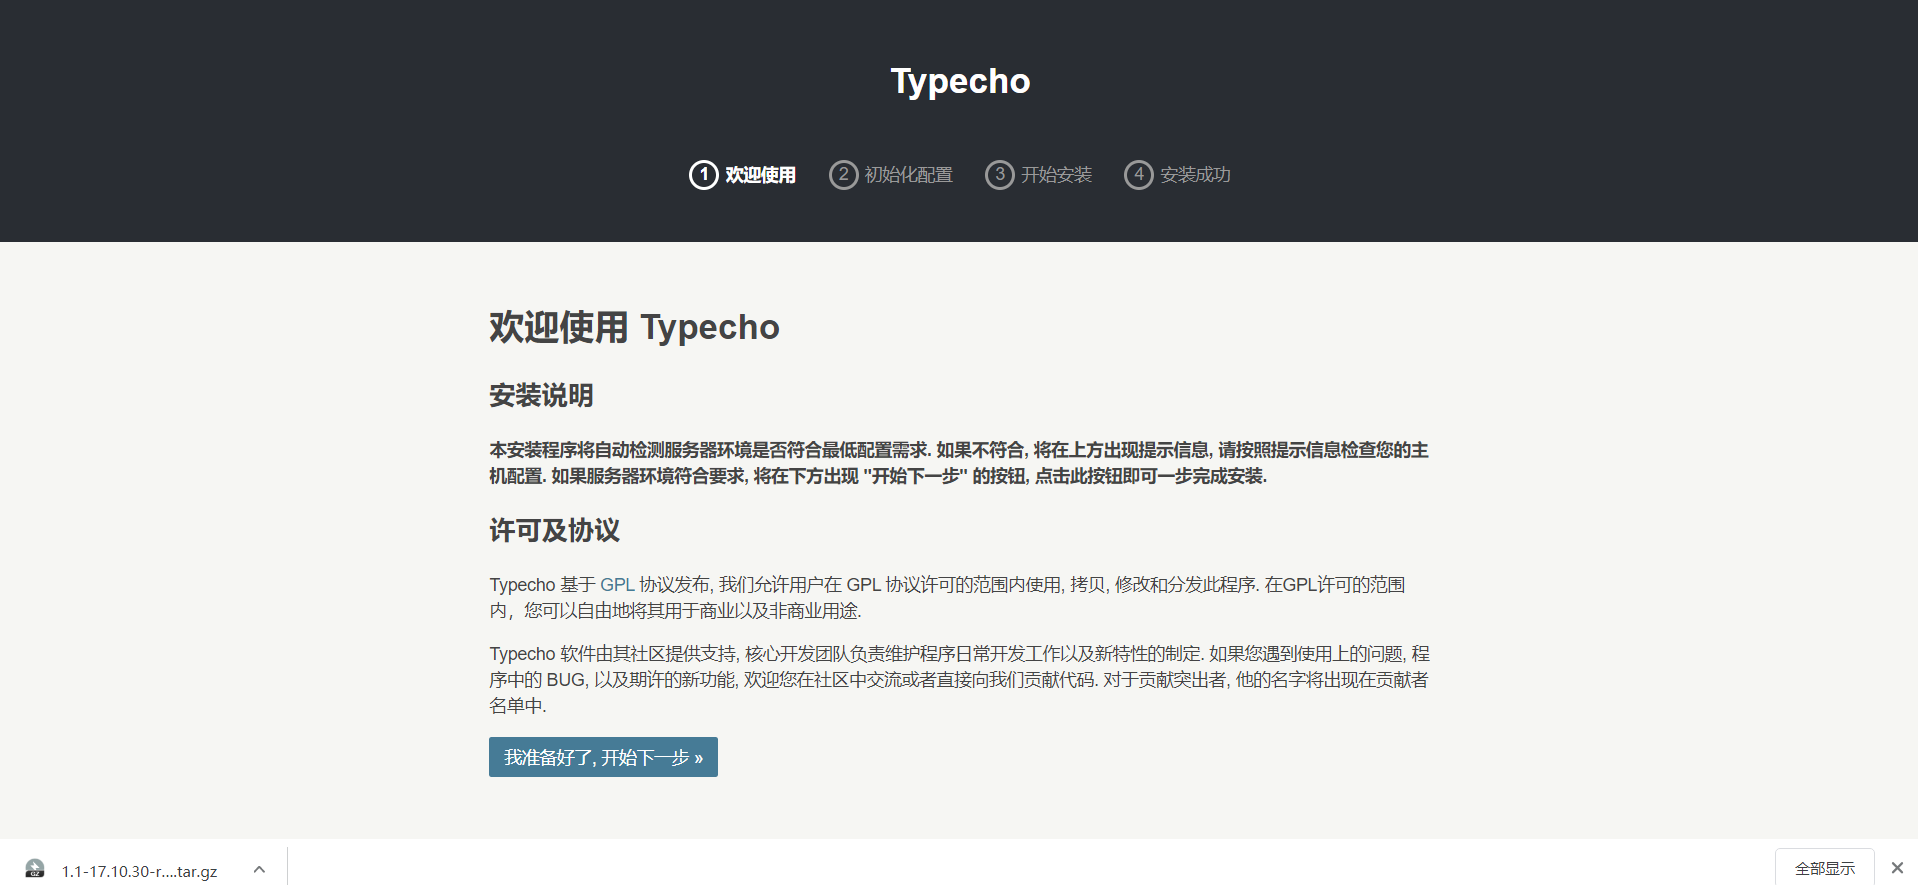 Typecho
1 欢迎使用 2 初始化配置 3 开始安装 4 安装成功
欢迎使用 Typecho
安装说明
本安装程序将自动检测服务器环境是否符合最低配置需求. 如果不符合, 将在上方出现提示信息, 请按照提示信息检查您的主
机配置. 如果服务器环境符合要求, 将在下方出现 "开始下一步" 的按钮, 点击此按钮即可一步完成安装.
许可及协议
Typecho 基于 GPL 协议发布, 我们允许用户在 GPL 协议许可的范围内使用, 拷贝, 修改和分发此程序. 在GPL许可的范围
内，您可以自由地将其用于商业以及非商业用途.
Typecho 软件由其社区提供支持, 核心开发团队负责维护程序日常开发工作以及新特性的制定. 如果您遇到使用上的问题, 程
序中的 BUG, 以及期许的新功能, 欢迎您在社区中交流或者直接向我们贡献代码. 对于贡献突出者, 他的名字将出现在贡献者
名单中.
我准备好了, 开始下一步 »
GZ 1.1-17.10.30-r....tar.gz 全部显示